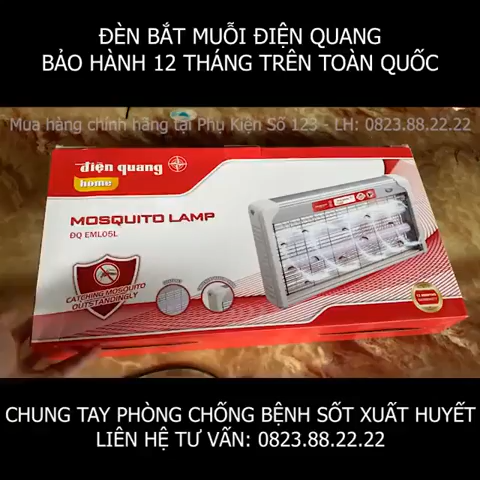 ĐÈN BẮT MUỖI ĐIỆN QUANG
BẢO HÀNH 12 THÁNG TRÊN TOÀN QUỐC
Mua hàng chính hãng tại Phụ Kiện Số 123 - LH: 0823.88.22.22
điện quang
home
MOSQUITO LAMP
ĐQ EML05L
CATCHING MOSQUITO
OUTSTANDINGLY
CHUNG TAY PHÒNG CHỐNG BỆNH SỐT XUẤT HUYẾT
LIÊN HỆ TƯ VẤN: 0823.88.22.22